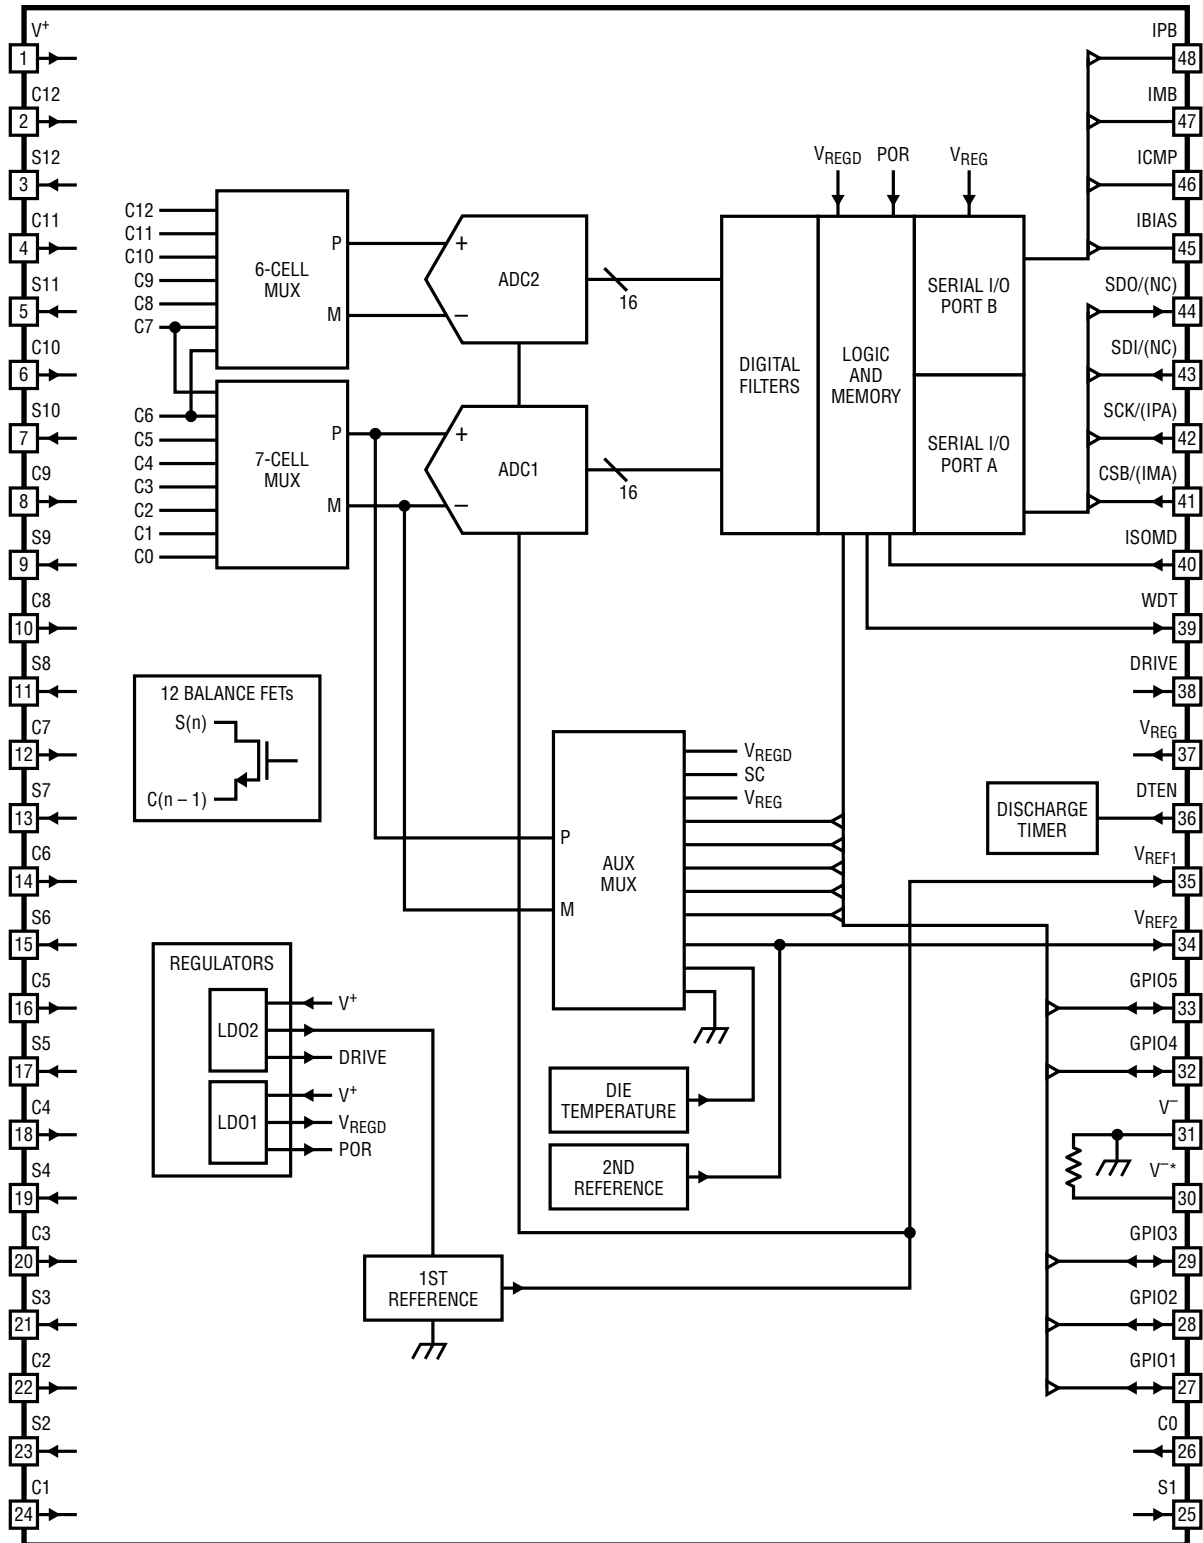 V+
1
C12
2
S12
3
C11
4
S11
5
C10
6
S10
7
C9
8
S9
9
C8
10
S8
11
C7
12
S7
13
C6
14
S6
15
C5
16
S5
17
C4
18
S4
19
C3
20
S3
21
C2
22
S2
23
C1
24
C12
C11
C10
C9
C8
C7
6-CELL
MUX
P
M
C6
C5
C4
C3
C2
C1
C0
7-CELL
MUX
P
M
+
ADC2
–
16
+
ADC1
–
16
VREGD
POR
VREG
DIGITAL
FILTERS
LOGIC
AND
MEMORY
SERIAL I/O
PORT B
SERIAL I/O
PORT A
12 BALANCE FETs
S(n)
C(n – 1)
P
AUX
MUX
M
VREGD
SC
VREG
DISCHARGE
TIMER
REGULATORS
LDO2
V+
DRIVE
LDO1
V+
VREGD
POR
DIE
TEMPERATURE
2ND
REFERENCE
1ST
REFERENCE
IPB
48
IMB
47
ICMP
46
IBIAS
45
SDO/(NC)
44
SDI/(NC)
43
SCK/(IPA)
42
CSB/(IMA)
41
ISOMD
40
WDT
39
DRIVE
38
VREG
37
DTEN
36
VREF1
35
VREF2
34
GPIO5
33
GPIO4
32
V–
31
V–*
30
GPIO3
29
GPIO2
28
GPIO1
27
C0
26
S1
25